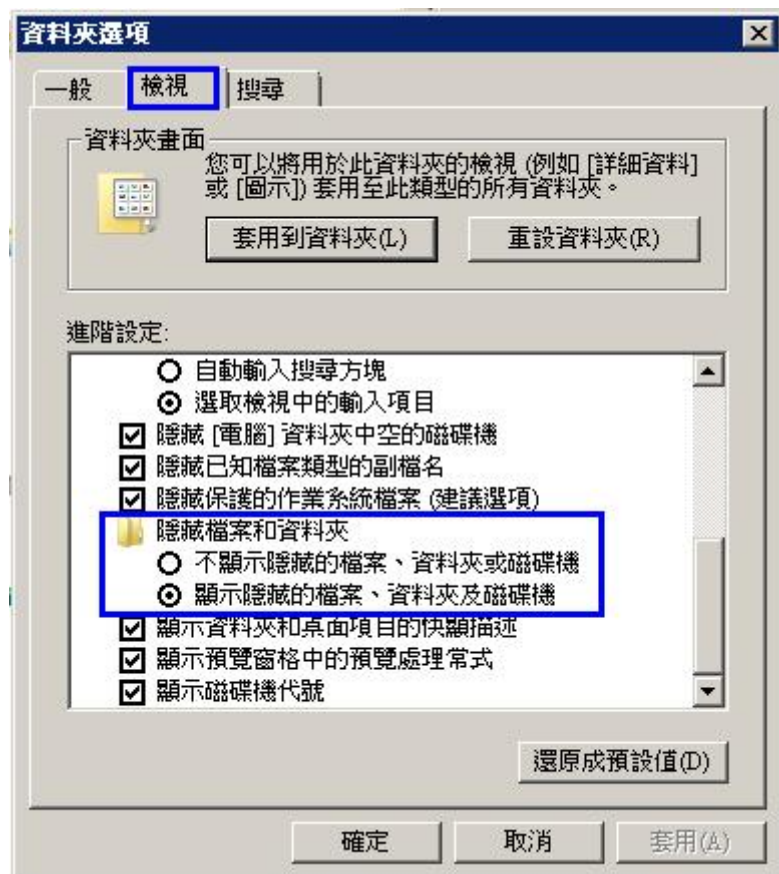 資料夾選項
一般
檢視
搜尋
資料夾畫面
您可以將用於此資料夾的檢視 (例如 [詳細資料]
或 [圖示]) 套用至此類型的所有資料夾。
套用到資料夾(L)
重設資料夾(R)
進階設定:
自動輸入搜尋方塊
選取檢視中的輸入項目
隱藏 [電腦] 資料夾中空的磁碟機
隱藏已知檔案類型的副檔名
隱藏保護的作業系統檔案 (建議選項)
隱藏檔案和資料夾
不顯示隱藏的檔案、資料夾或磁碟機
顯示隱藏的檔案、資料夾及磁碟機
顯示資料夾和桌面項目的快顯描述
顯示預覽窗格中的預覽處理常式
顯示磁碟機代號
還原成預設值(D)
確定
取消
套用(A)